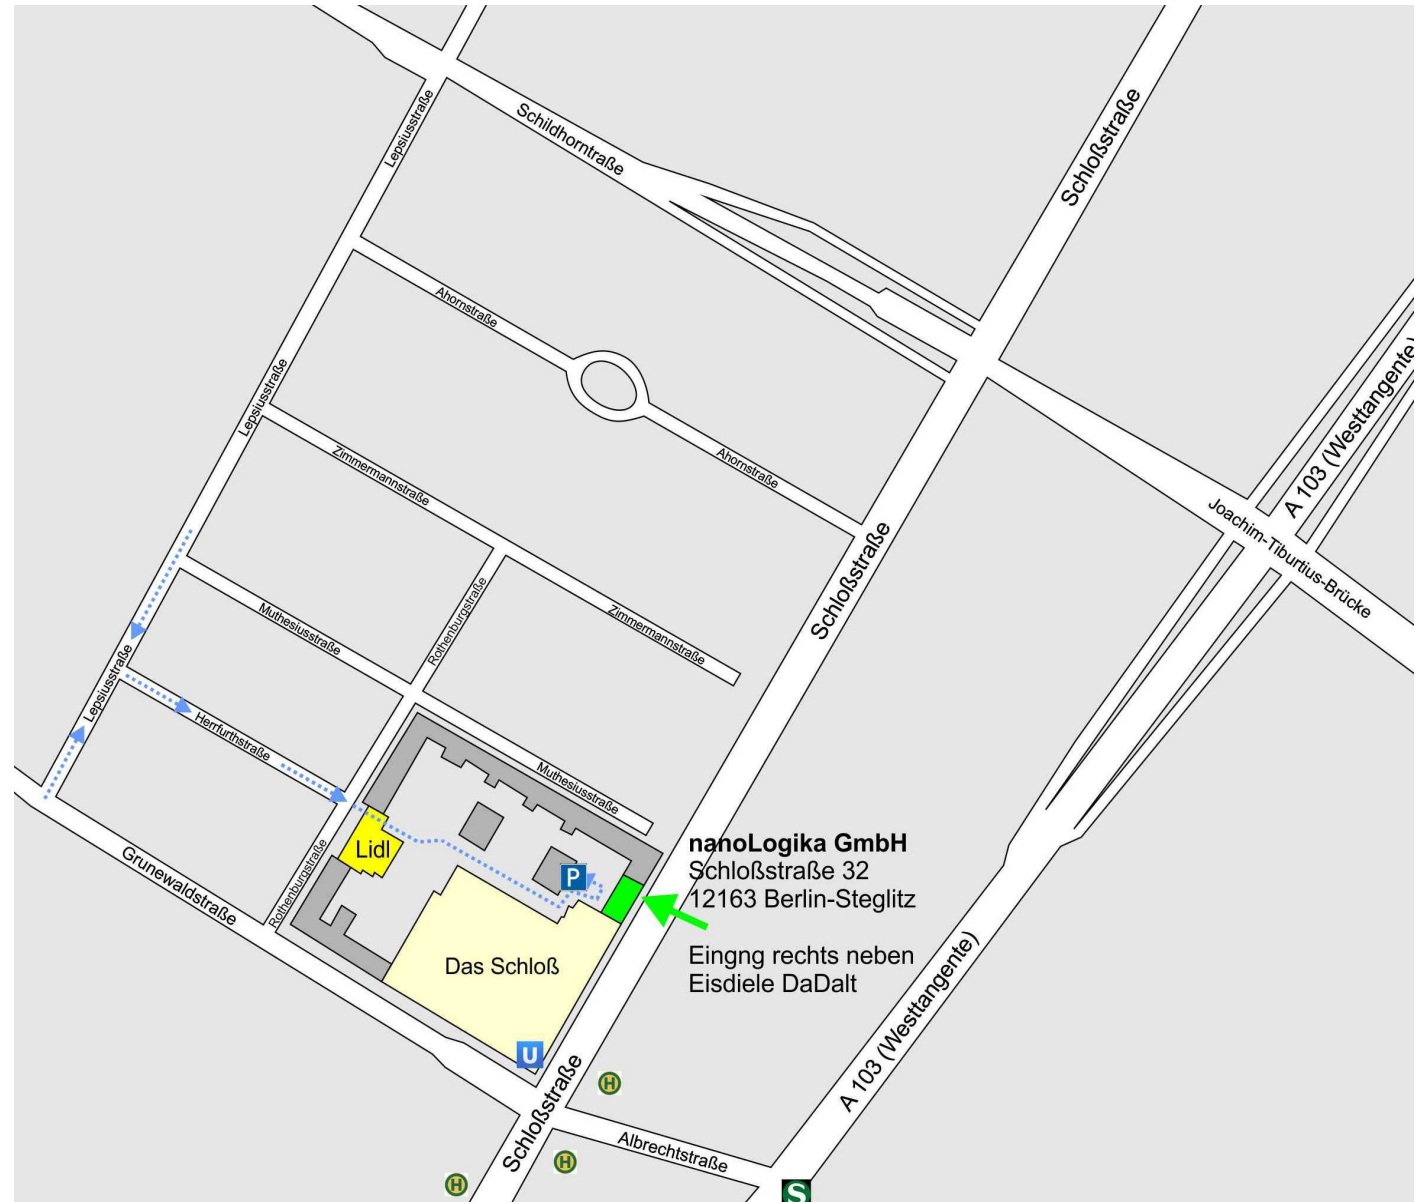 Schloßstraße
Lepsiusstraße
Schildhorntraße
Ahornstraße
A 103 (Westtangente)
Lepsiusstraße
Zimmermannstraße
Ahornstraße
Joachim-Tiburtius-Brücke
Schloßstraße
Muthesiusstraße
Rothenburgstraße
Zimmermannstraße
Lepsiusstraße
Herrfurthstraße
Muthesiusstraße
Lidl
nanoLogika GmbH
Schloßstraße 32
12163 Berlin-Steglitz
P
Grunewaldstraße
Rothenburgstraße
Das Schloß
Eingng rechts neben
Eisdiele DaDalt
A 103 (Westtangente)
U
H
Schloßstraße
Albrechtstraße
H
H
S